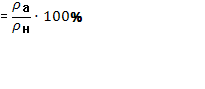 = ρа/ρн · 100%